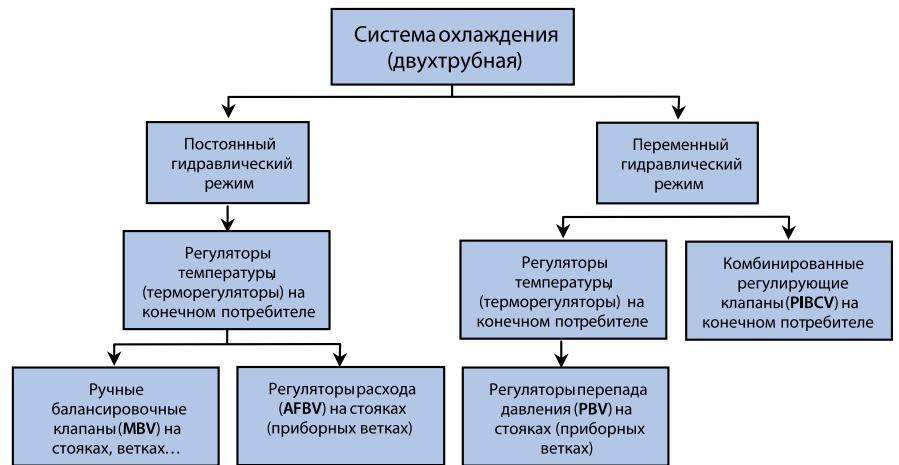 Система охлаждения
(двухтрубная)
Постоянный
гидравлический
режим
Переменный
гидравлический
режим
Регуляторы
температуры,
(терморегуляторы) на
конечном потребителе
Регуляторы
температуры,
(терморегуляторы) на
конечном потребителе
Комбинированные
регулирующие
клапаны (PIBCV) на
конечном потребителе
Ручные
балансировочные
клапаны (MBV) на
стояках, ветках...
Регуляторы расхода
(AFBV) на стояках
(приборных ветках)
Регуляторы перепада
давления (PBV) на
стояках (приборных
ветках)